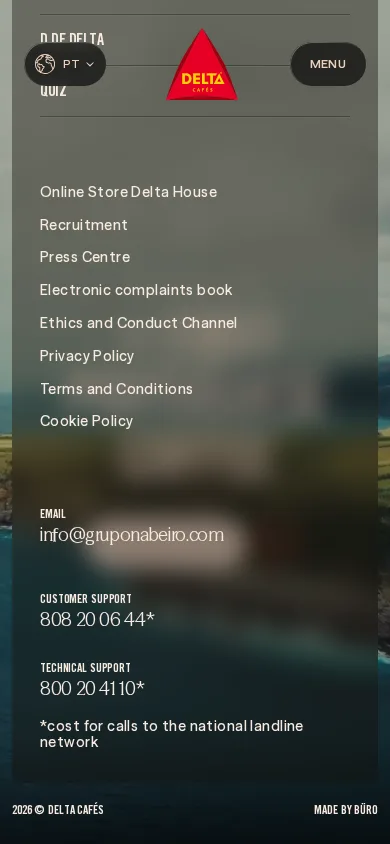 D DE DELTA
PT
DELTA
CAFÉS
MENU
QUIZ
Online Store Delta House
Recruitment
Press Centre
Electronic complaints book
Ethics and Conduct Channel
Privacy Policy
Terms and Conditions
Cookie Policy
EMAIL
info@gruponabeiro.com
CUSTOMER SUPPORT
808 20 06 44*
TECHNICAL SUPPORT
800 20 41 10*
*cost for calls to the national landline
network
2026 © DELTA CAFÉS
MADE BY BÜRO